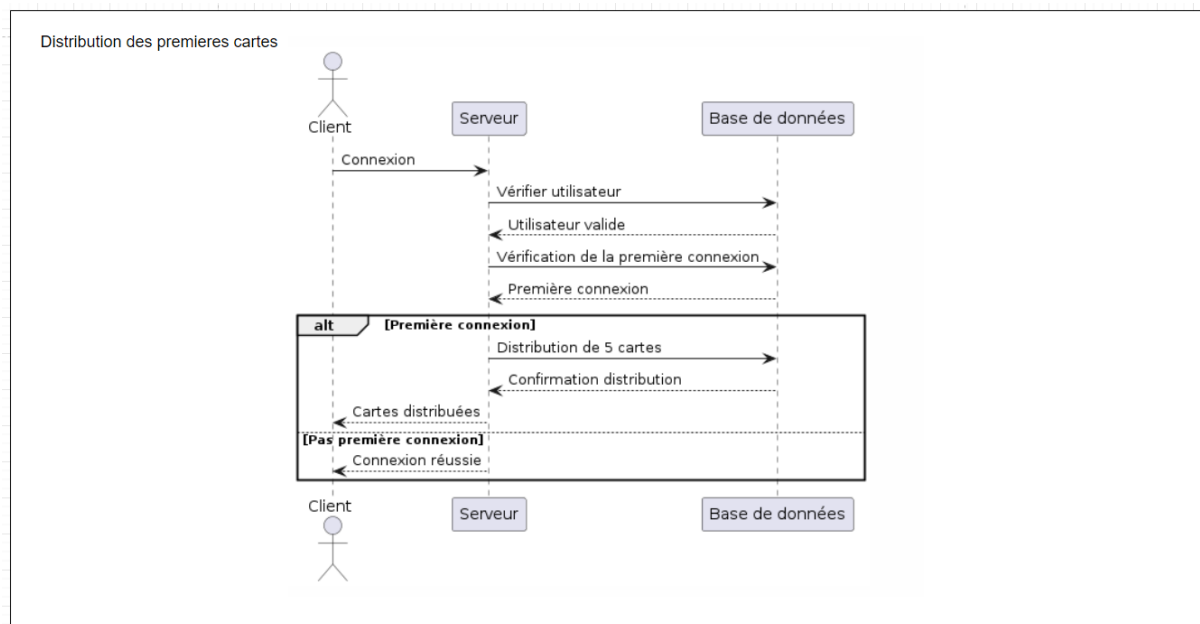 Distribution des premieres cartes
Client
Serveur
Base de données
Connexion
Vérifier utilisateur
Utilisateur valide
Vérification de la première connexion
Première connexion
alt [Première connexion]
Distribution de 5 cartes
Confirmation distribution
Cartes distribuées
[Pas première connexion]
Connexion réussie
Client
Serveur
Base de données